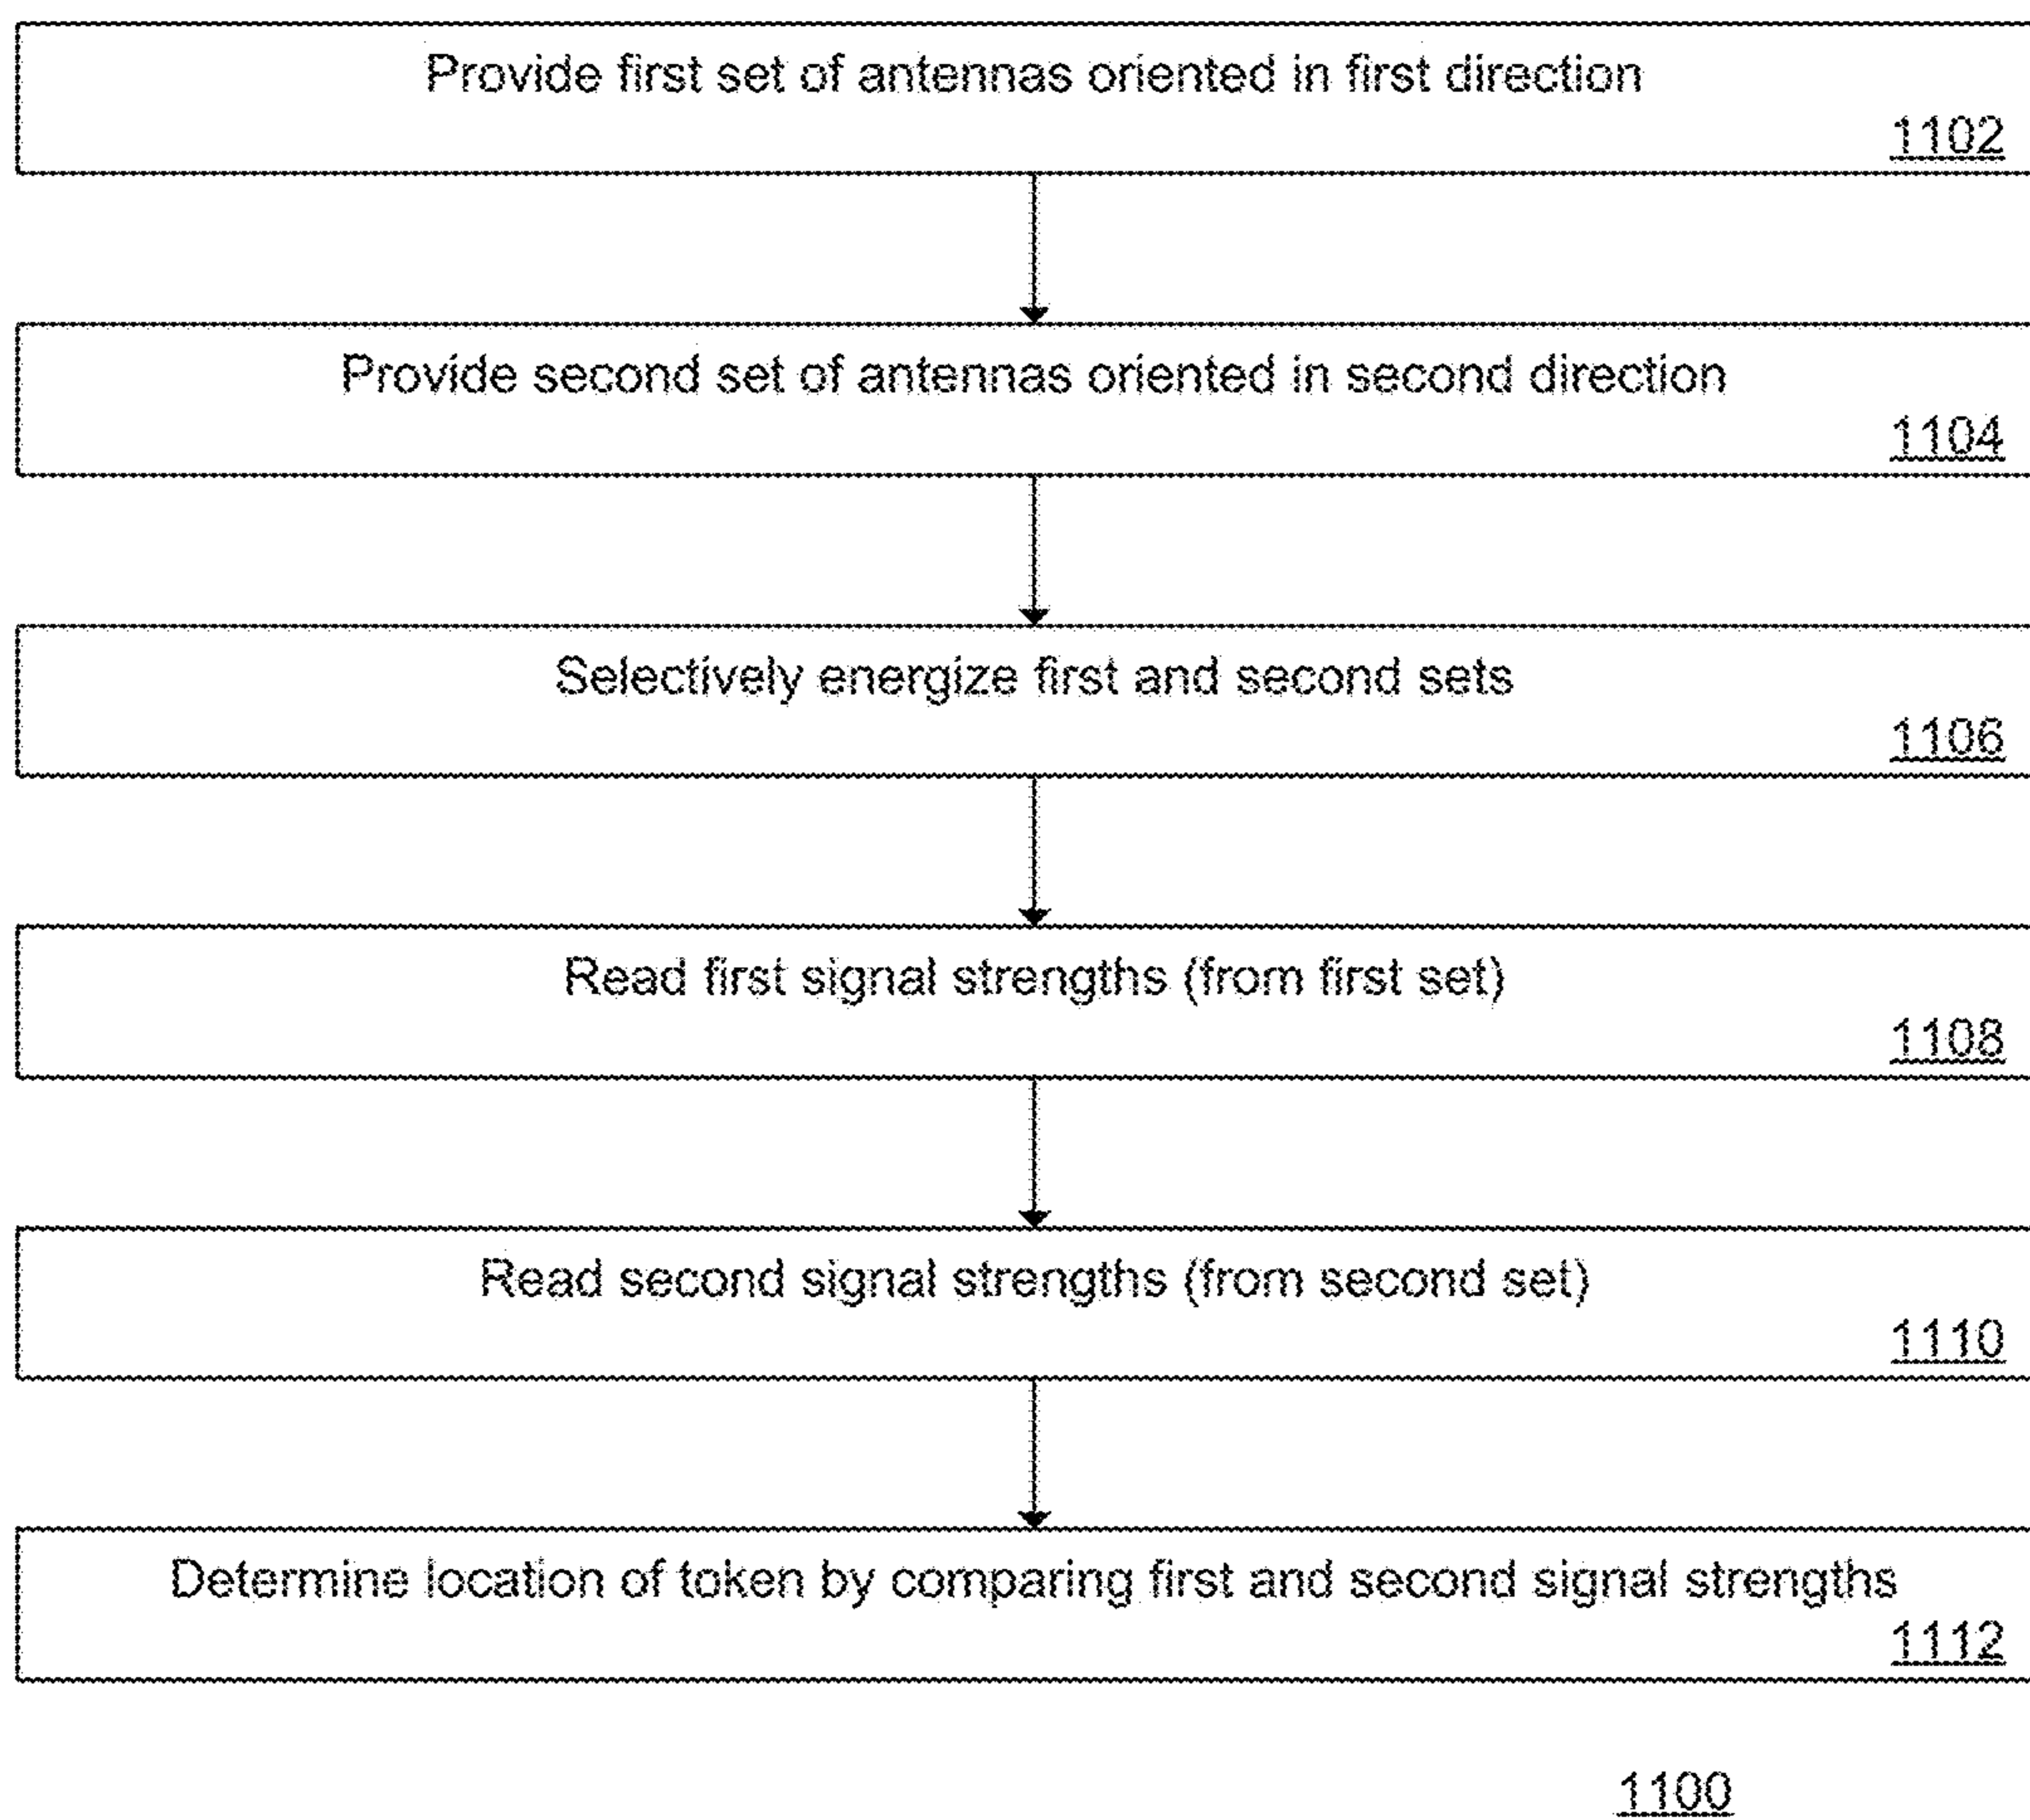 Provide first set of antennas oriented in first direction
1102
Provide second set of antennas oriented in second direction
1104
Selectively energize first and second sets
1106
Read first signal strengths (from first set)
1108
Read second signal strengths (from second set)
1110
Determine location of token by comparing first and second signal strengths
1112
1100